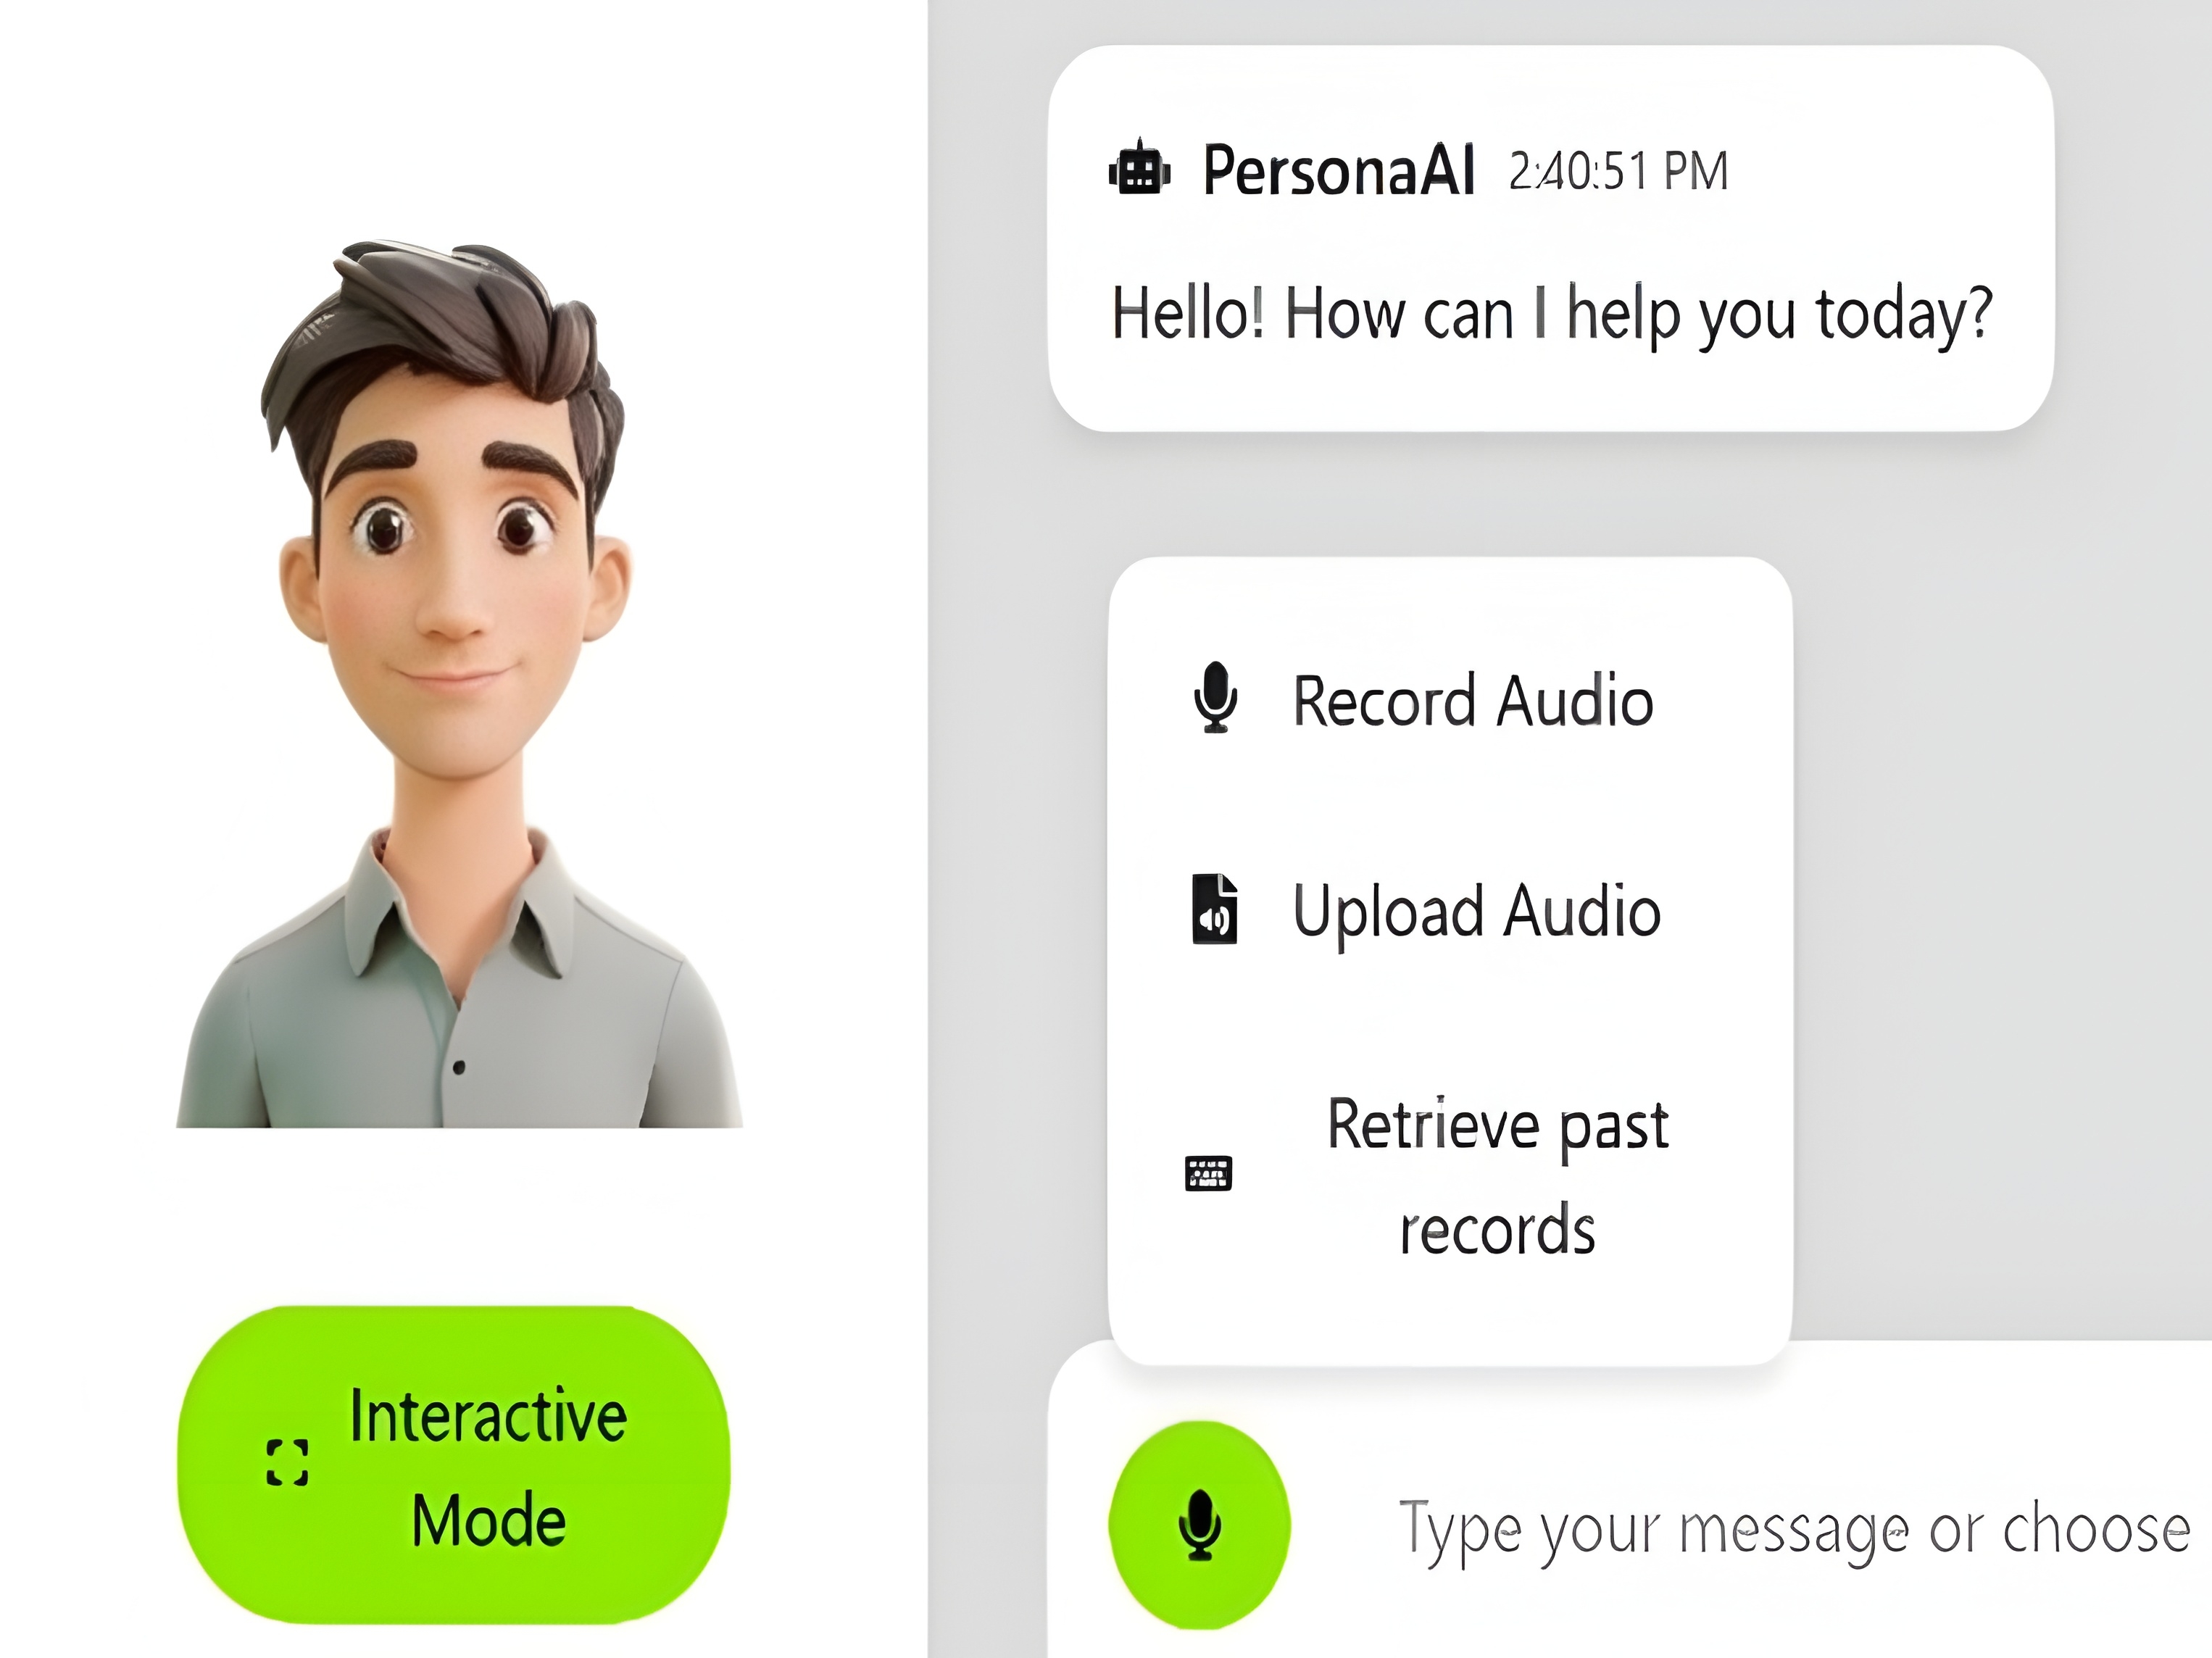 PersonaAI 2:40:51 PM
Hello! How can I help you today?
Record Audio
Upload Audio
Retrieve past
records
Interactive
Mode
Type your message or choose